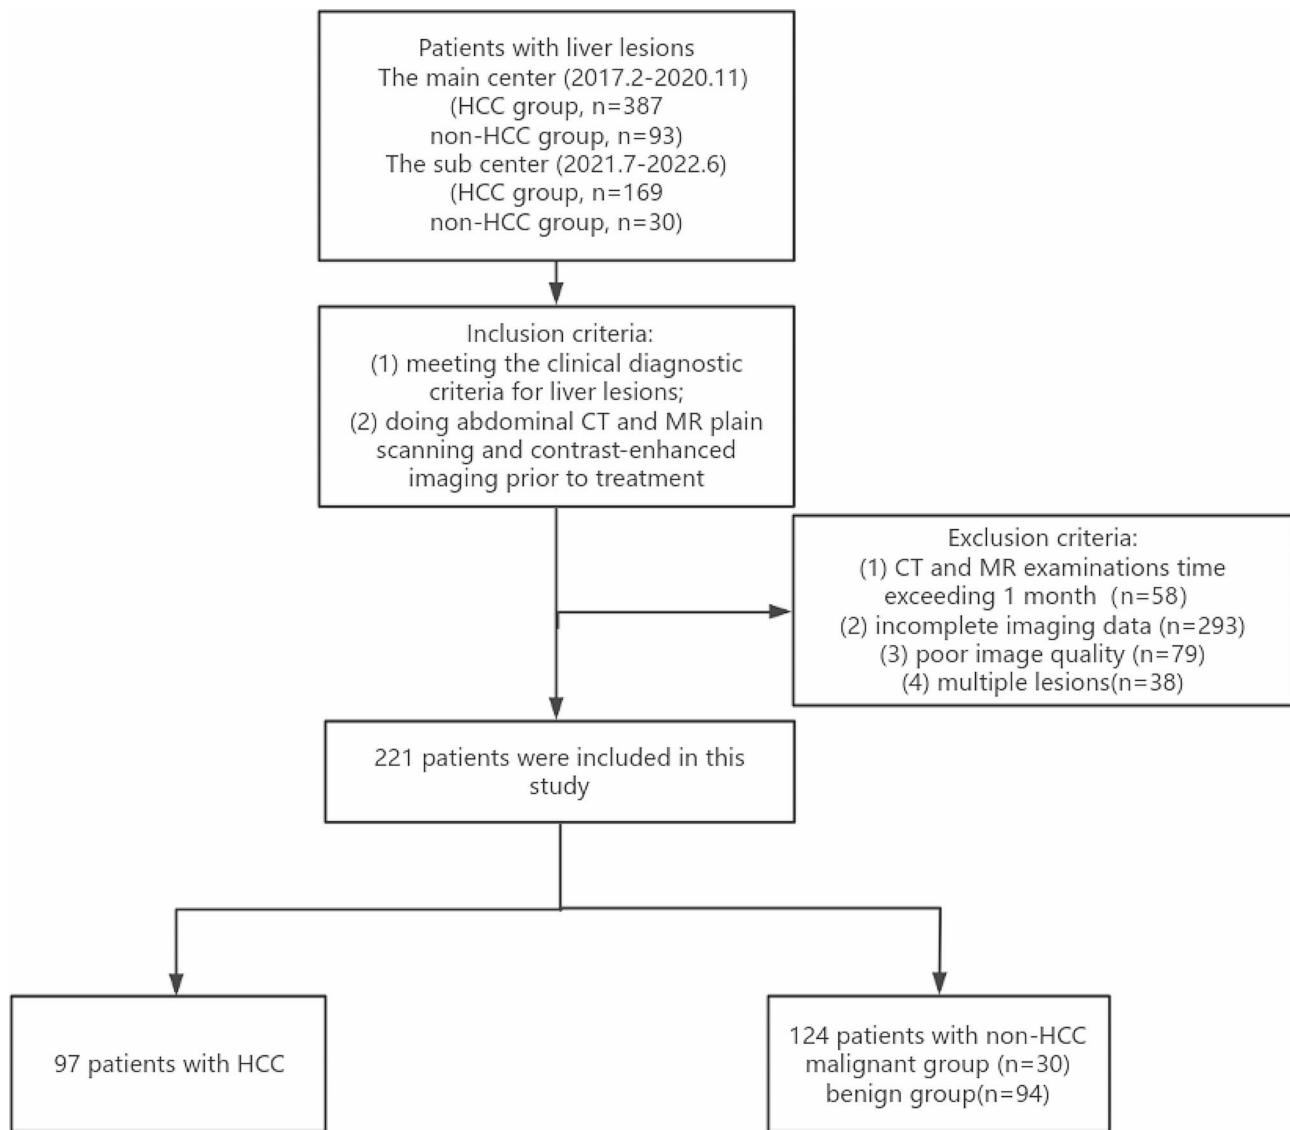 Patients with liver lesions
The main center (2017.2-2020.11)
(HCC group, n=387
non-HCC group, n=93)
The sub center (2021.7-2022.6)
(HCC group, n=169
non-HCC group, n=30)
Inclusion criteria:
(1) meeting the clinical diagnostic
criteria for liver lesions;
(2) doing abdominal CT and MR plain
scanning and contrast-enhanced
imaging prior to treatment
Exclusion criteria:
(1) CT and MR examinations time
exceeding 1 month (n=58)
(2) incomplete imaging data (n=293)
(3) poor image quality (n=79)
(4) multiple lesions(n=38)
221 patients were included in this
study
97 patients with HCC
124 patients with non-HCC
malignant group (n=30)
benign group(n=94)